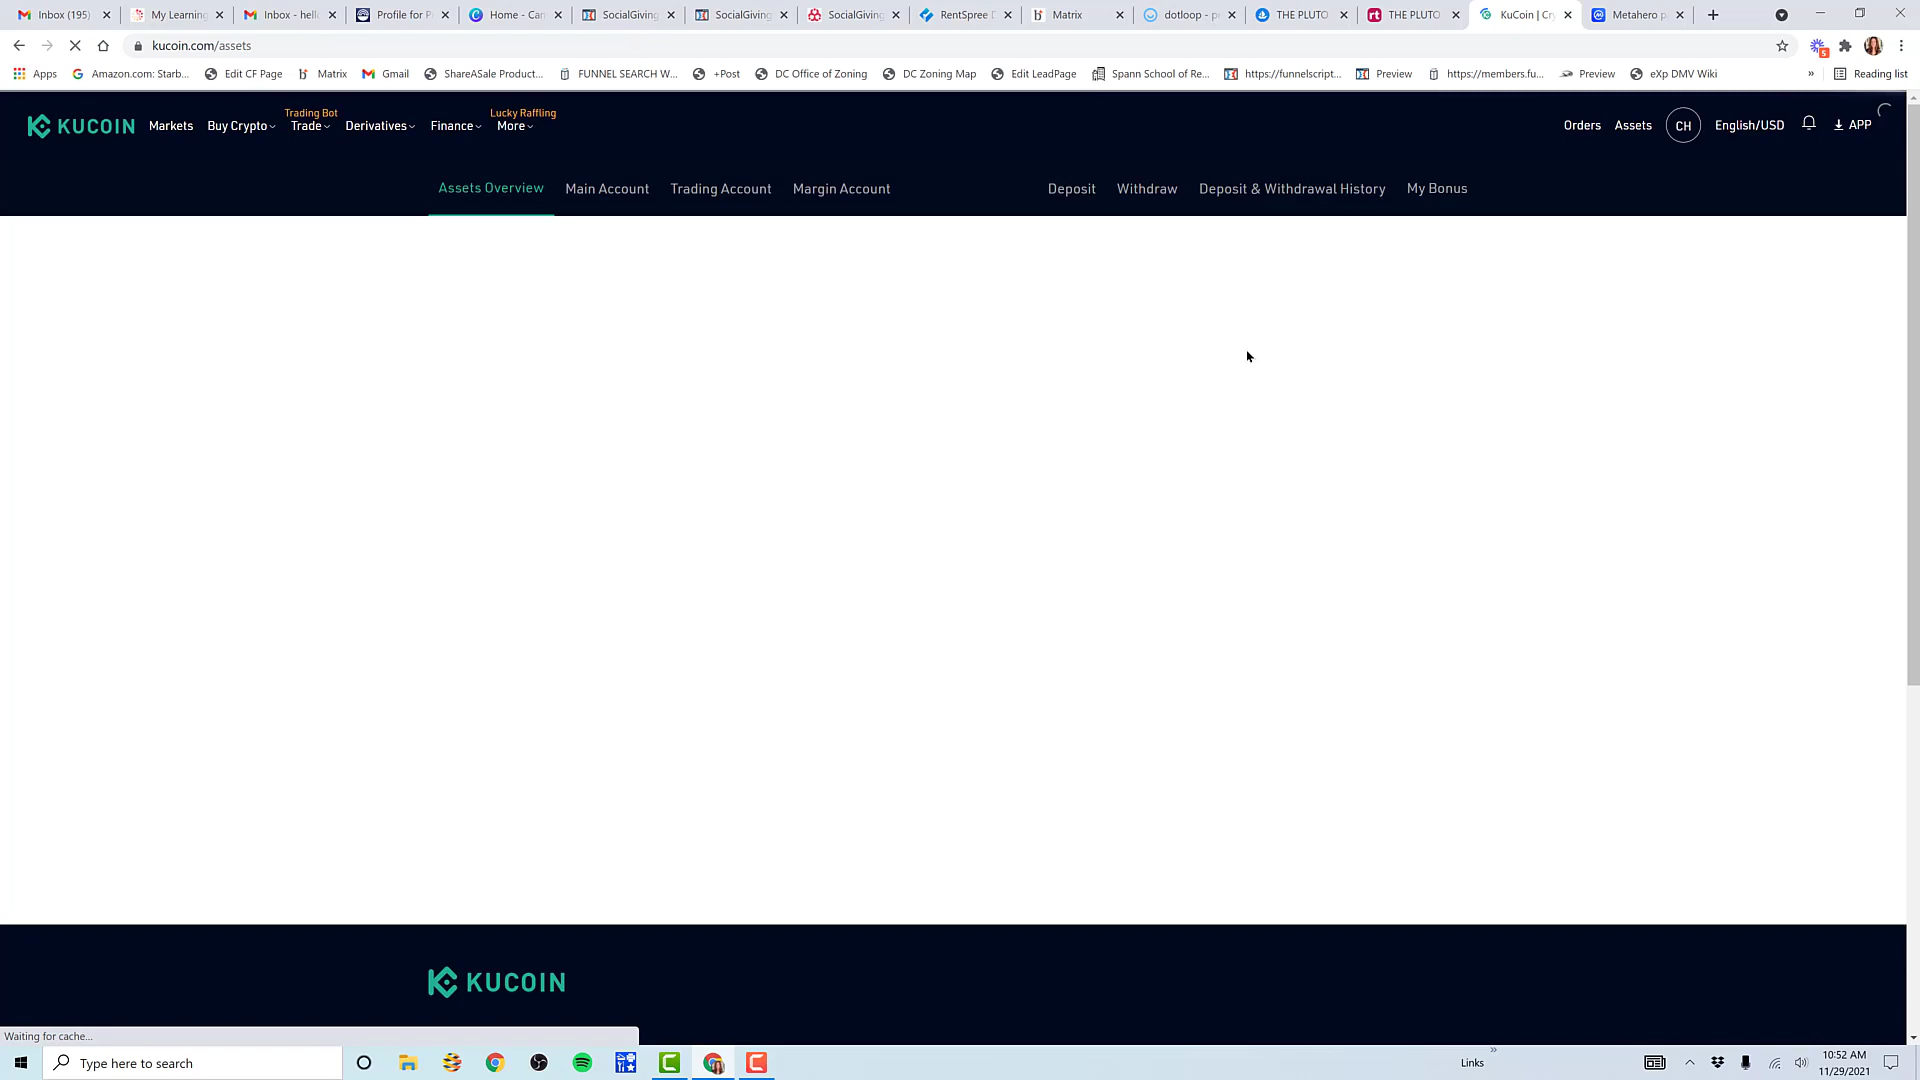 Inbox (195)
My Learning
Inbox - hell
Profile for P
Home - Can
SocialGiving
SocialGiving
SocialGiving
RentSpree
Matrix
dotloop - p
THE PLUTO
THE PLUTO
KuCoin | Cr
Metahero p
kucoin.com/assets
5
Apps
Amazon.com: Starb...
Edit CF Page
Matrix
Gmail
ShareASale Product...
FUNNEL SEARCH W...
+Post
DC Office of Zoning
DC Zoning Map
Edit LeadPage
Spann School of Re...
https://funnelscript...
Preview
https://members.fu...
Preview
eXp DMV Wiki
»
Reading list
KUCOIN
Markets
Buy Crypto
Trading Bot
Trade
Derivatives
Finance
Lucky Raffling
More
Orders
Assets
CH
English/USD
APP
Assets Overview
Main Account
Trading Account
Margin Account
Deposit
Withdraw
Deposit & Withdrawal History
My Bonus
KUCOIN
Waiting for cache...
Type here to search
Links
»
10:52 AM
11/29/2021